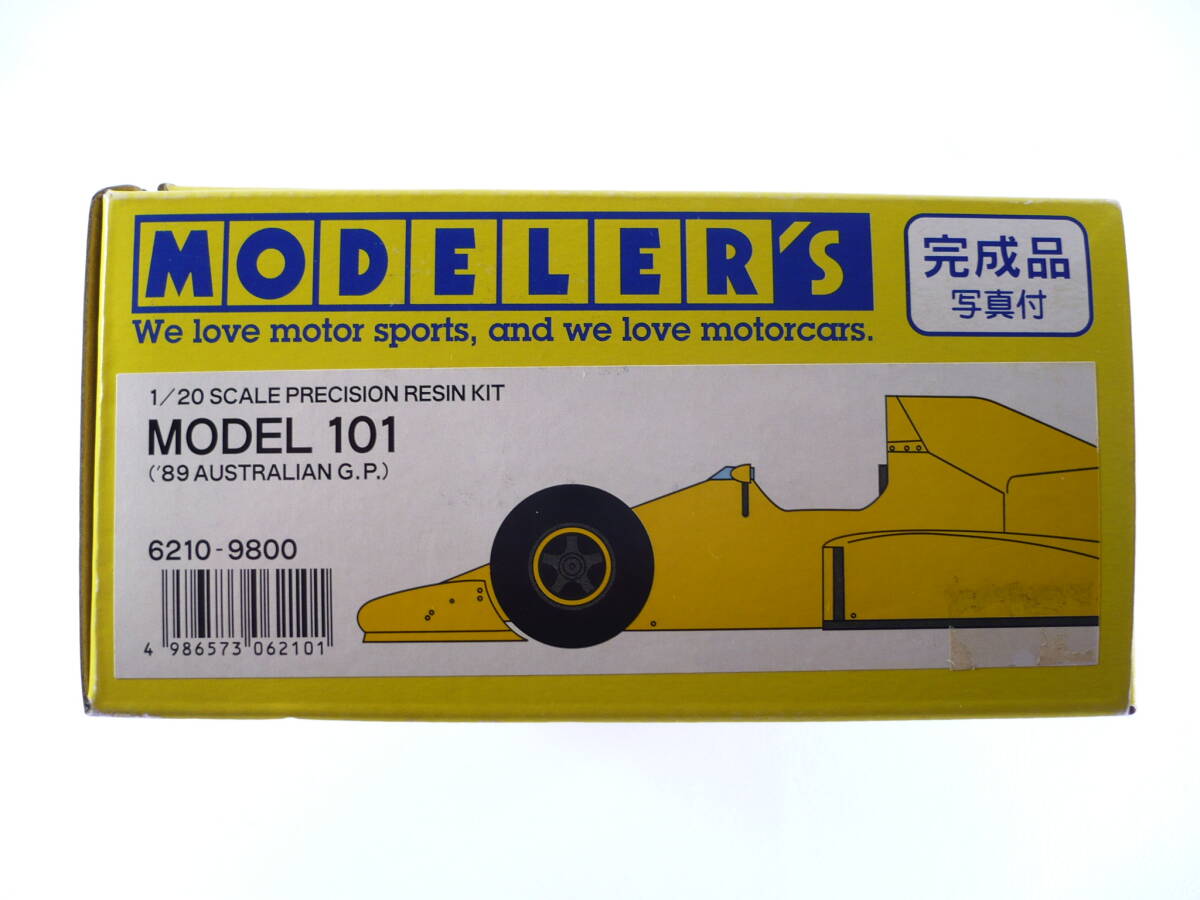 MODELER'S
We love motor sports, and we love motorcars.
完成品
写真付
1/20 SCALE PRECISION RESIN KIT
MODEL 101
('89 AUSTRALIAN G.P.)
6210-9800
4 986573 062101